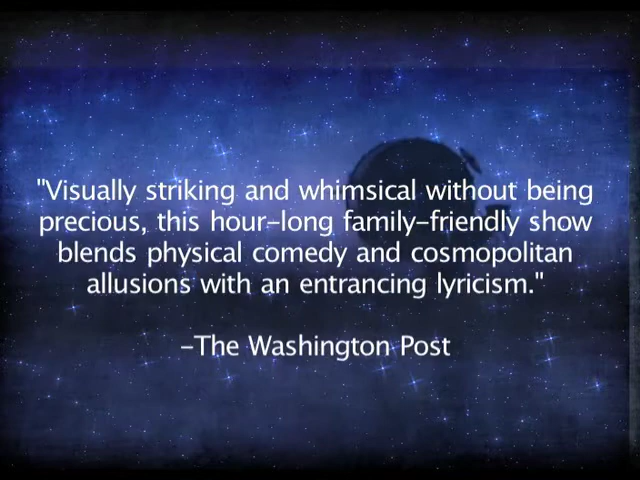 "Visually striking and whimsical without being
precious, this hour-long family-friendly show
blends physical comedy and cosmopolitan
allusions with an entrancing lyricism."
-The Washington Post